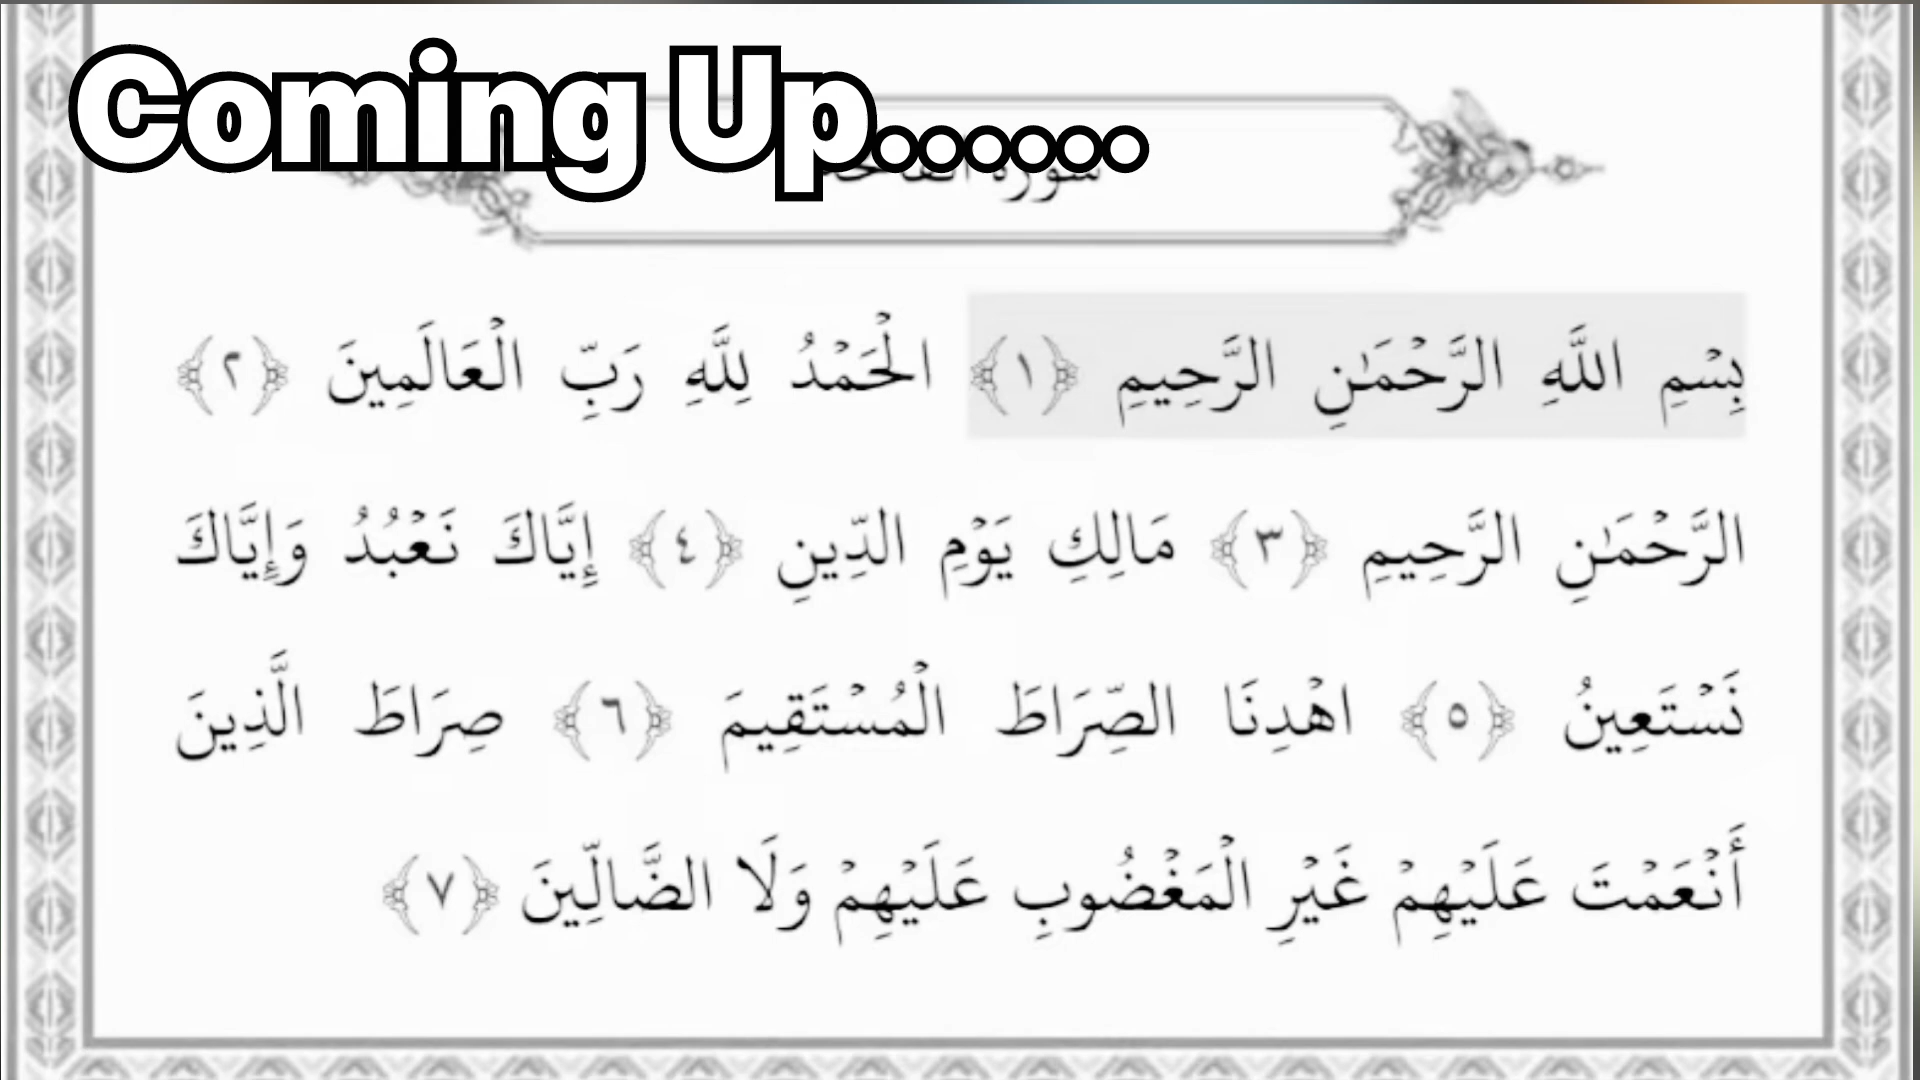 Coming Up......
سورة الفاتحة
بِسْمِ اللَّهِ الرَّحْمَٰنِ الرَّحِيمِ ﴿١﴾ الْحَمْدُ لِلَّهِ رَبِّ الْعَالَمِينَ ﴿٢﴾
الرَّحْمَٰنِ الرَّحِيمِ ﴿٣﴾ مَالِكِ يَوْمِ الدِّينِ ﴿٤﴾ إِيَّاكَ نَعْبُدُ وَإِيَّاكَ
نَسْتَعِينُ ﴿٥﴾ اهْدِنَا الصِّرَاطَ الْمُسْتَقِيمَ ﴿٦﴾ صِرَاطَ الَّذِينَ
أَنْعَمْتَ عَلَيْهِمْ غَيْرِ الْمَغْضُوبِ عَلَيْهِمْ وَلَا الضَّالِّينَ ﴿٧﴾